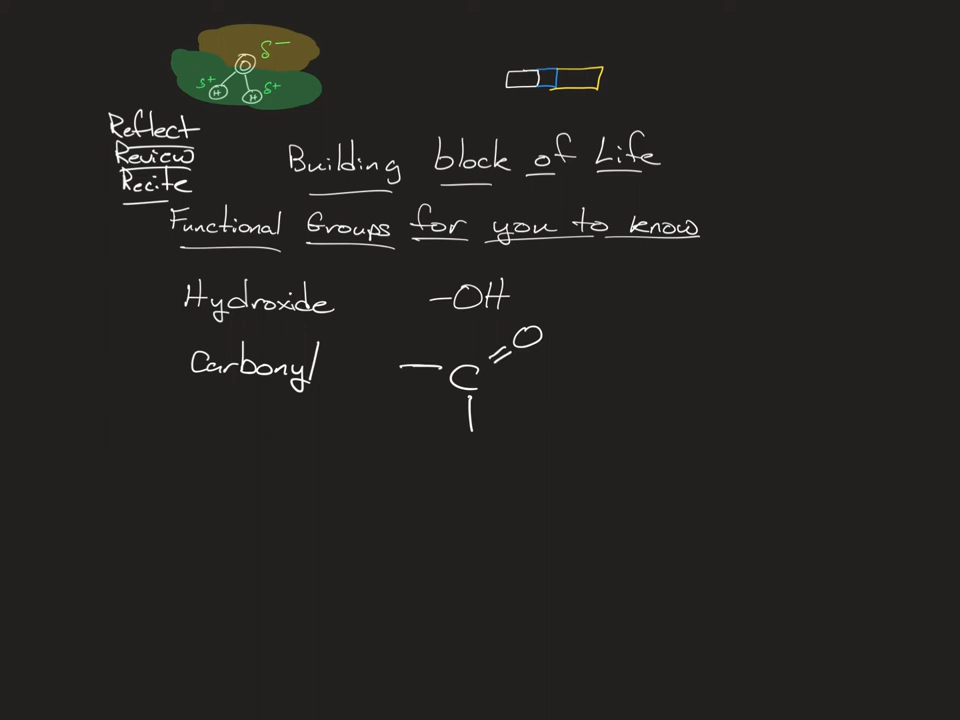 δ-
O
δ+ δ+
H H
Reflect
Review
Recite
Building block of Life
Functional Groups for you to know
Hydroxide -OH
Carbonyl
=O
C